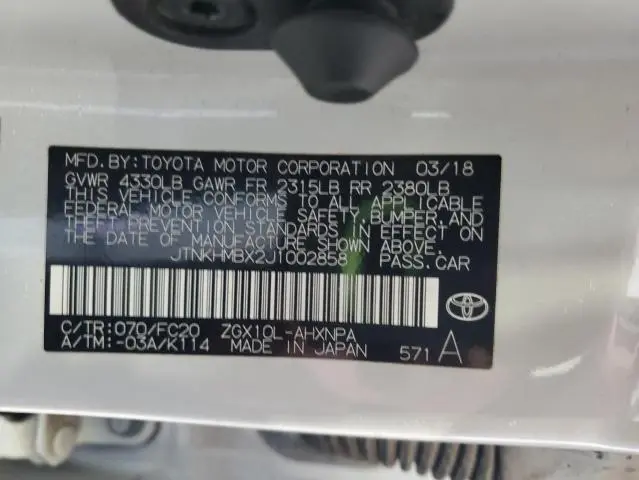 MFD.BY:TOYOTA MOTOR CORPORATION 03/18
GVWR 4330LB GAWR FR 2315LB RR 2380LB
THIS VEHICLE CONFORMS TO ALL APPLICABLE
FEDERAL MOTOR VEHICLE SAFETY, BUMPER, AND
THEFT PREVENTION STANDARDS IN EFFECT ON
THE DATE OF MANUFACTURE SHOWN ABOVE.
JTNKHMBX2J1002858 PASS.CAR
C/TR:070/FC20 ZGX10L-AHXNPA
A/TM:-03A/K114 MADE IN JAPAN 571 A